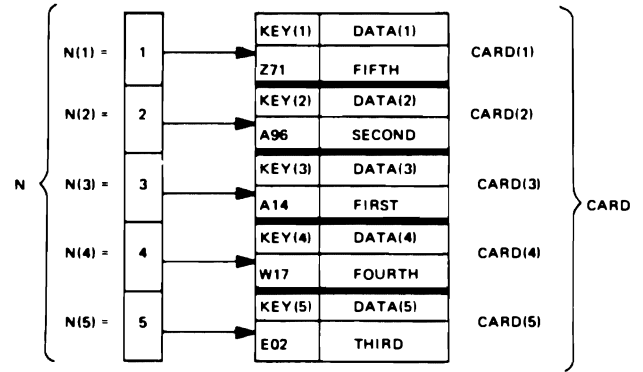 KEY(1) DATA(1)
N(1) = 1 CARD(1)
Z71 FIFTH
KEY(2) DATA(2)
N(2) = 2 CARD(2)
A96 SECOND
KEY(3) DATA(3)
N N(3) = 3 CARD(3)
A14 FIRST CARD
KEY(4) DATA(4)
N(4) = 4 CARD(4)
W17 FOURTH
KEY(5) DATA(5)
N(5) = 5 CARD(5)
E02 THIRD